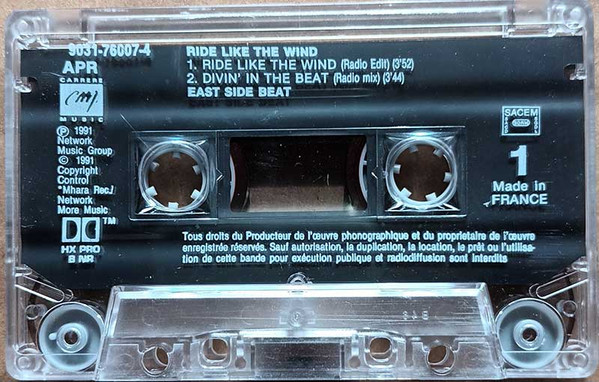 9031-76007-4
APR
CARRERE
MUSIC
℗ 1991
Network
Music Group
© 1991
Copyright
Control
"Mhara Rec./
Network
More Music
™
HX PRO
B NR
RIDE LIKE THE WIND
1. RIDE LIKE THE WIND (Radio Edit) (3'52)
2. DIVIN' IN THE BEAT (Radio mix) (3'44)
EAST SIDE BEAT
SACEM
1
Made in
FRANCE
Tous droits du Producteur de l'œuvre phonographique et du proprietaire de l'œuvre
enregistrée réservés. Sauf autorisation, la duplication, la location, le prêt ou l'utilisa-
tion de cette bande pour exécution publique et radiodiffusion sont interdits